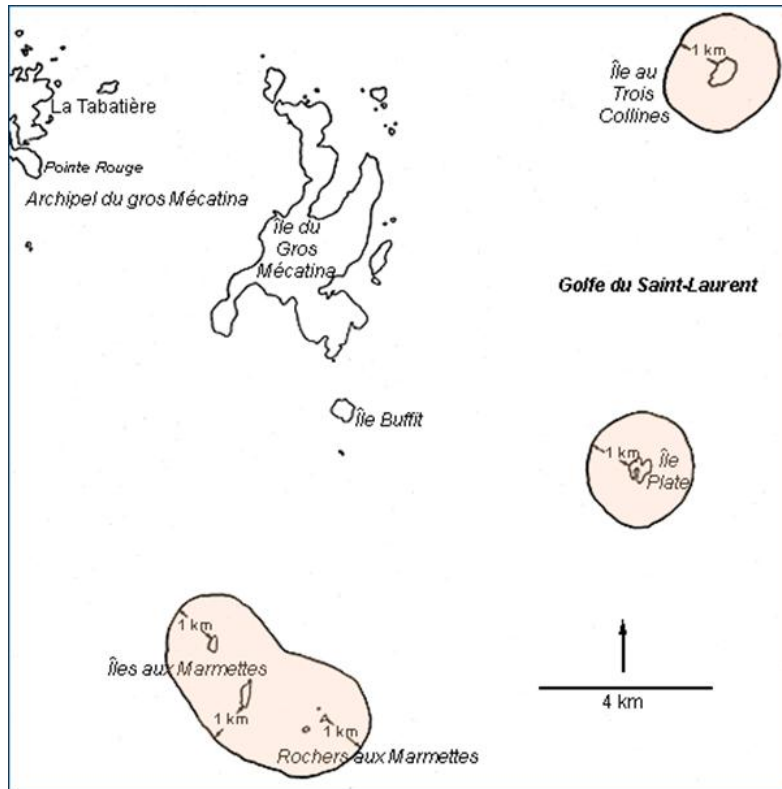 1 km
Île au
Trois
Collines
La Tabatière
Pointe Rouge
Archipel du gros Mécatina
Île du
Gros
Mécatina
Golfe du Saint-Laurent
Île Buffit
1 km
Île
Plate
1 km
Îles aux Marmettes
1 km
1 km
Rochers aux Marmettes
4 km